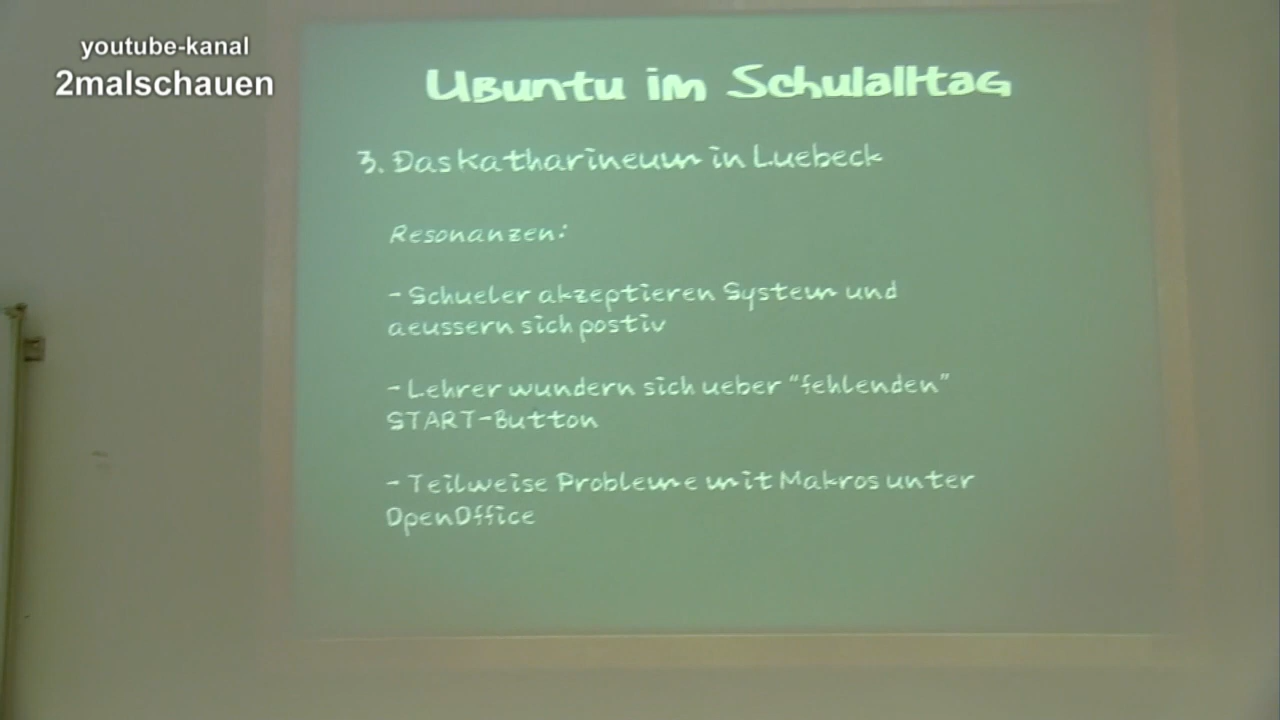 youtube-kanal
2malschauen
Ubuntu im Schulalltag
3. Das Katharineum in Luebeck
Resonanzen:
- Schueler akzeptieren System und
aeussern sich postiv
- Lehrer wundern sich ueber "fehlenden"
START-Button
- Teilweise Probleme mit Makros unter
OpenOffice